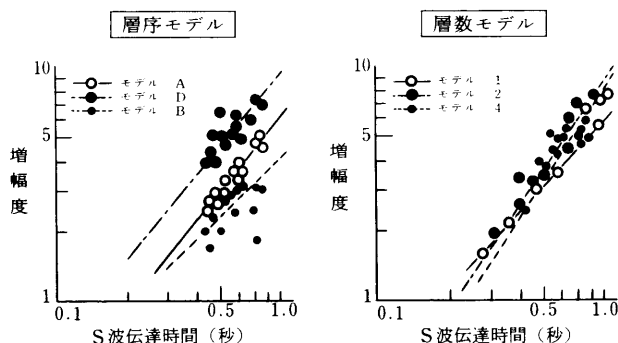 層序モデル
10
モデル A
モデル D
モデル B
5
増幅度
1
0.1
0.5
1.0
S波伝達時間（秒）
層数モデル
10
モデル 1
モデル 2
モデル 4
5
増幅度
1
0.1
0.5
1.0
S波伝達時間（秒）